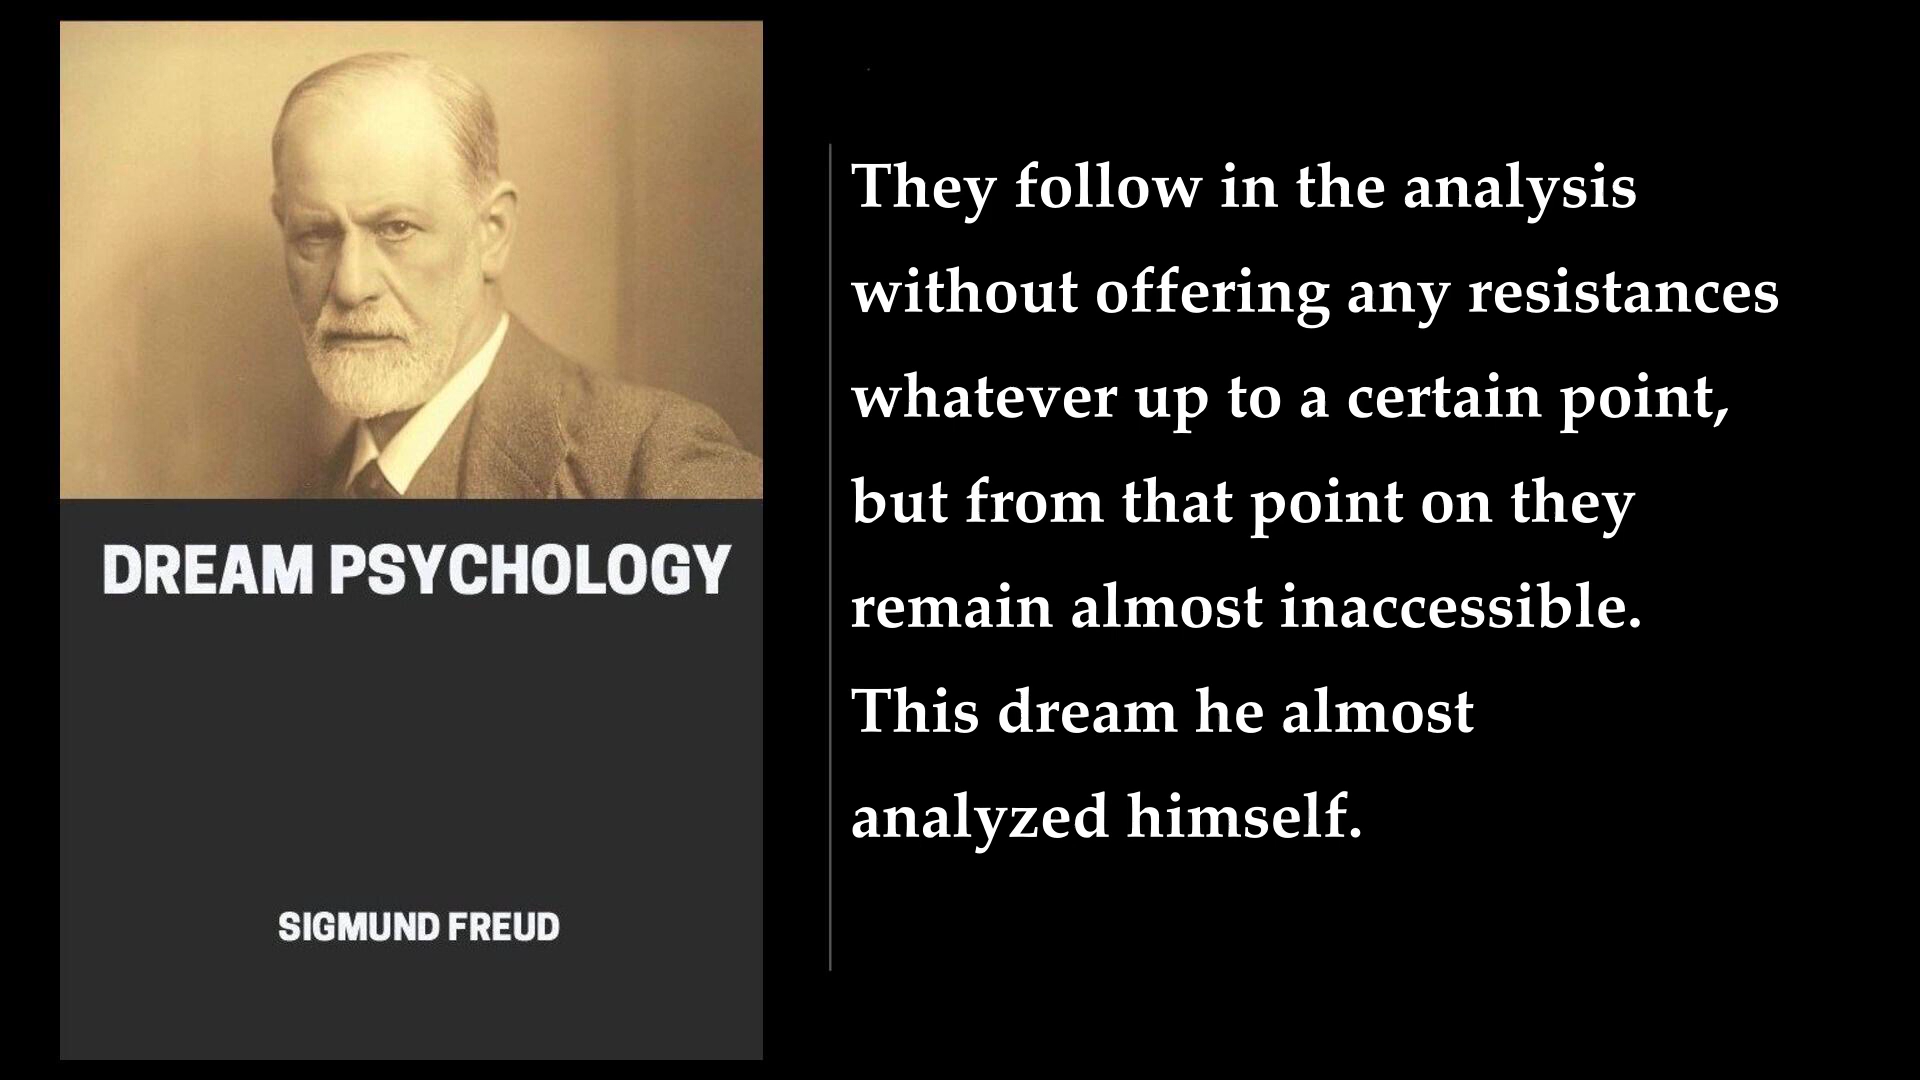 DREAM PSYCHOLOGY
SIGMUND FREUD
They follow in the analysis
without offering any resistances
whatever up to a certain point,
but from that point on they
remain almost inaccessible.
This dream he almost
analyzed himself.